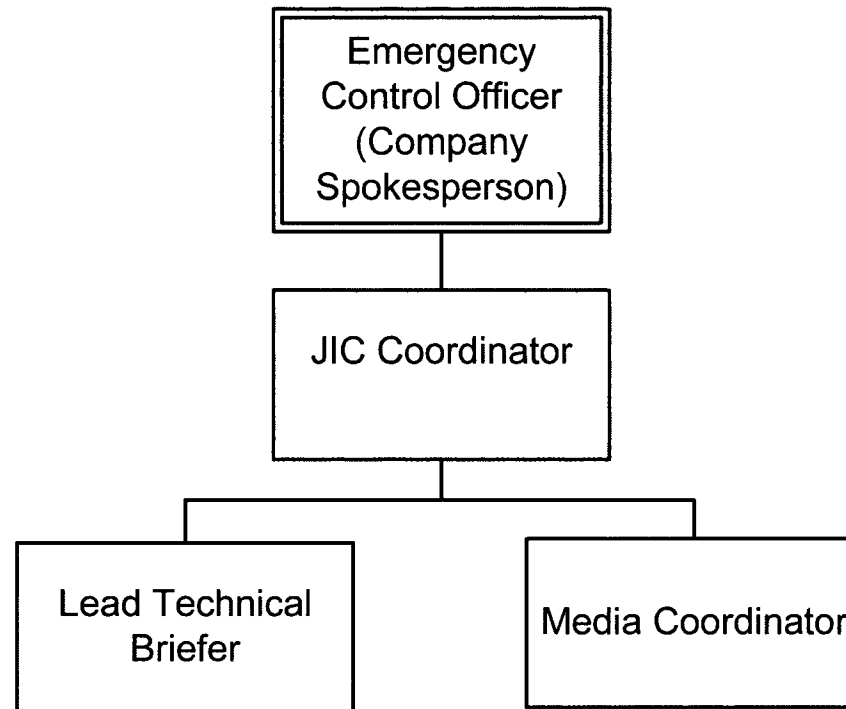 Emergency
Control Officer
(Company
Spokesperson)
JIC Coordinator
Lead Technical
Briefer
Media Coordinator